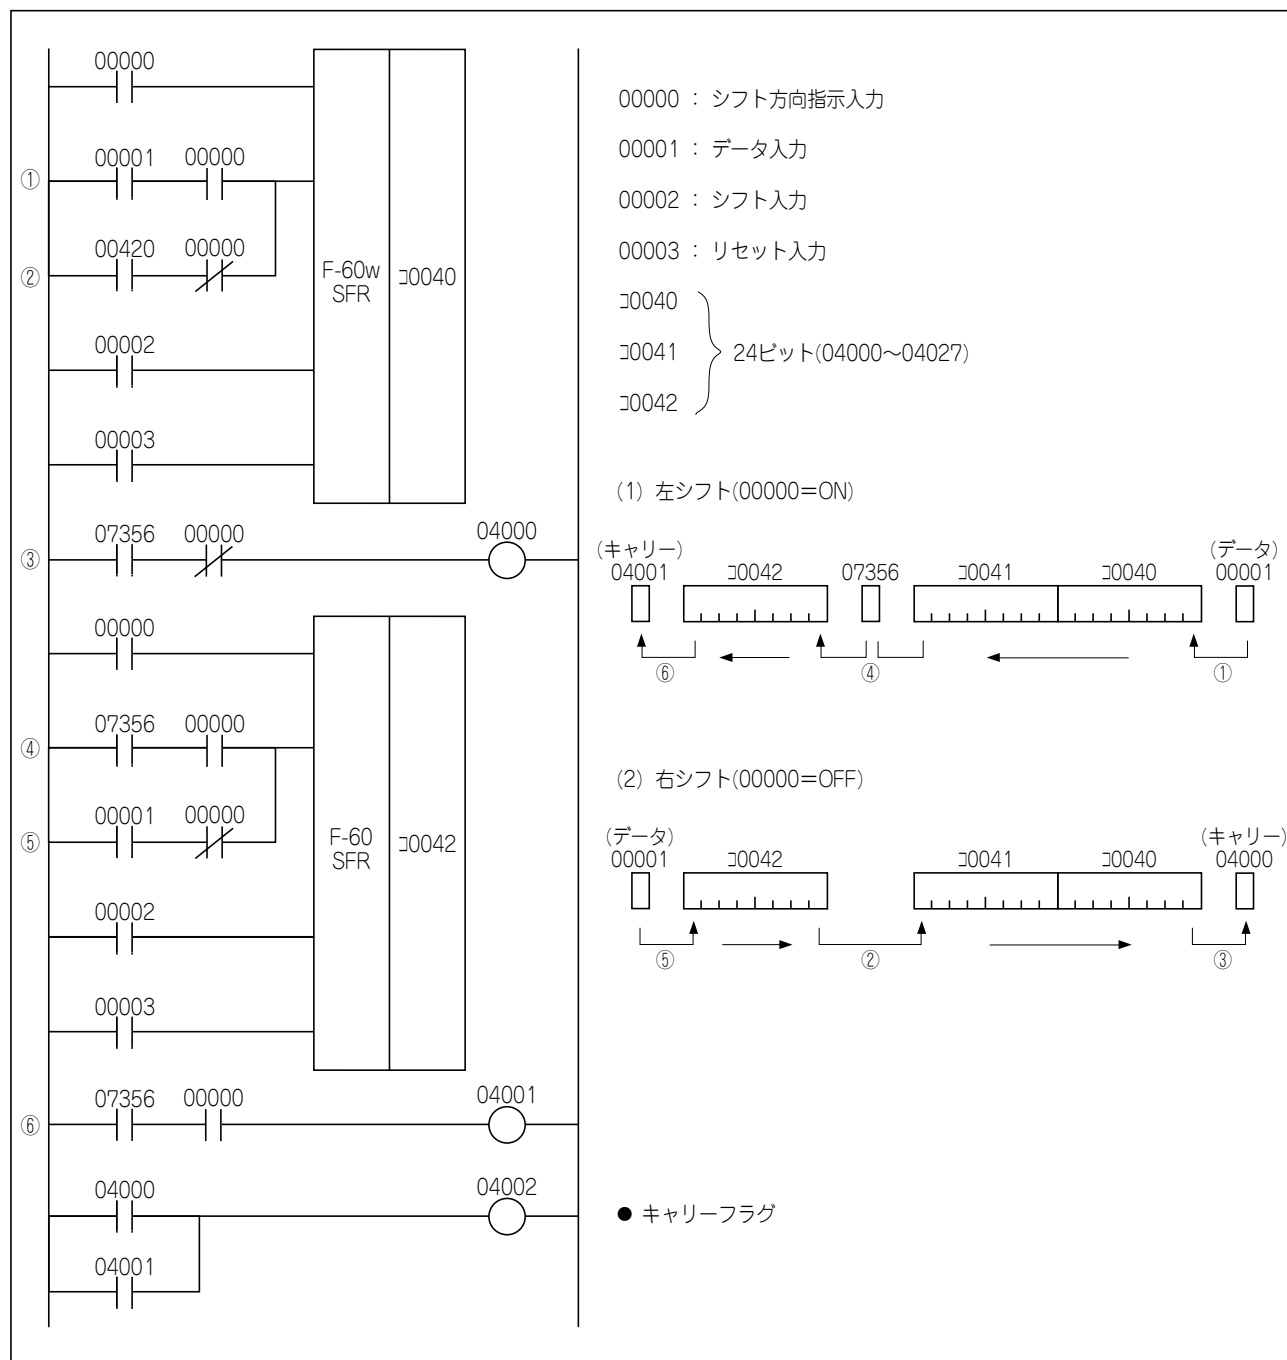 00000
① 00001 00000
② 00420 00000
F-60w
SFR
コ0040
00002
00003
③ 07356 00000 04000
00000
④ 07356 00000
⑤ 00001 00000
F-60
SFR
コ0042
00002
00003
⑥ 07356 00000 04001
04000 04002
04001
00000 : シフト方向指示入力
00001 : データ入力
00002 : シフト入力
00003 : リセット入力
コ0040
コ0041
コ0042
24ビット(04000〜04027)
(1) 左シフト(00000=ON)
(キャリー) (データ)
04001 コ0042 07356 コ0041 コ0040 00001
⑥ ④ ①
(2) 右シフト(00000=OFF)
(データ) (キャリー)
00001 コ0042 コ0041 コ0040 04000
⑤ ② ③
● キャリーフラグ